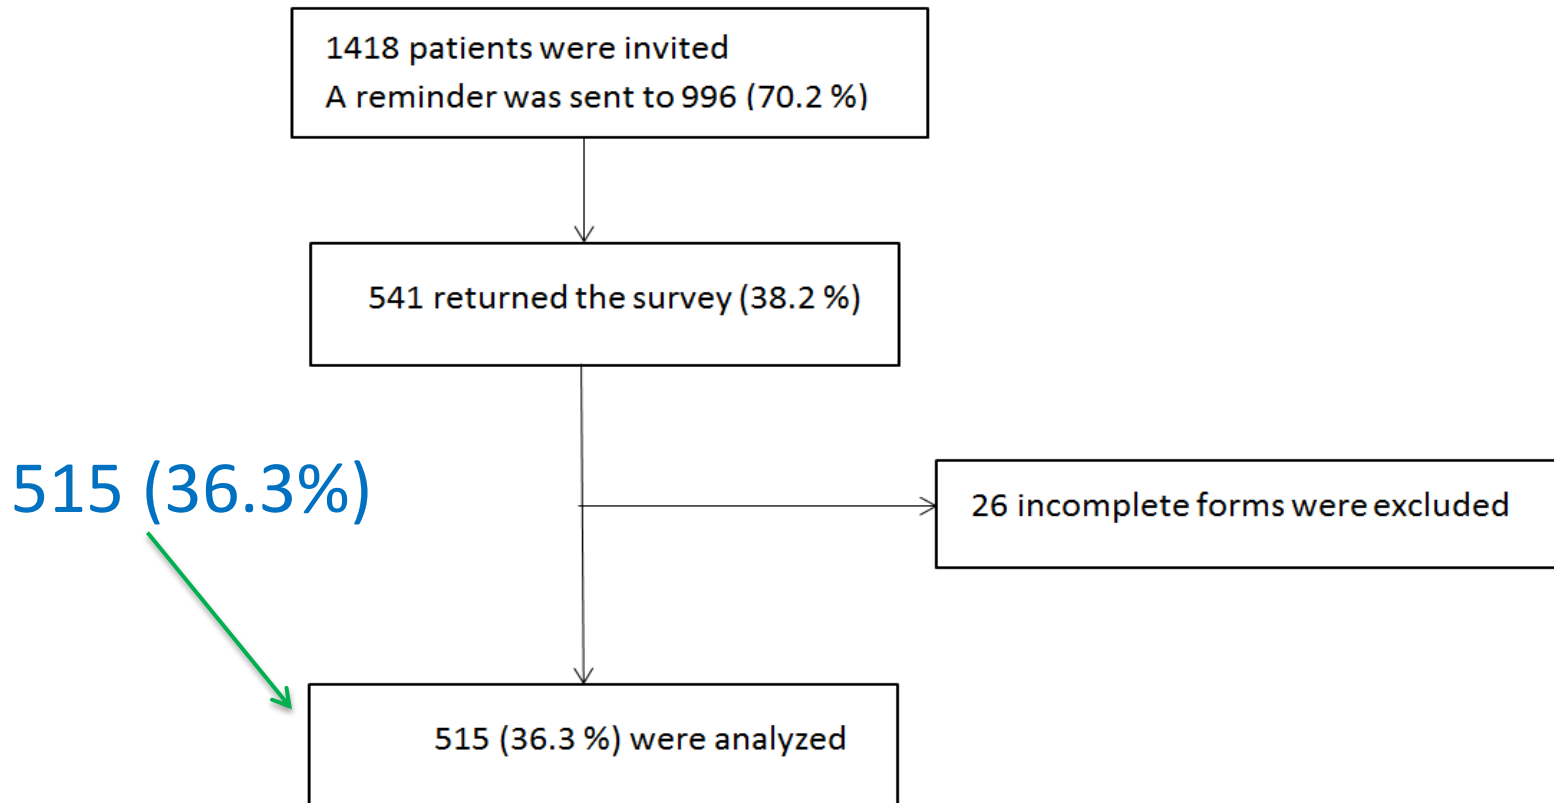 1418 patients were invited
A reminder was sent to 996 (70.2 %)
541 returned the survey (38.2 %)
515 (36.3%)
26 incomplete forms were excluded
515 (36.3 %) were analyzed